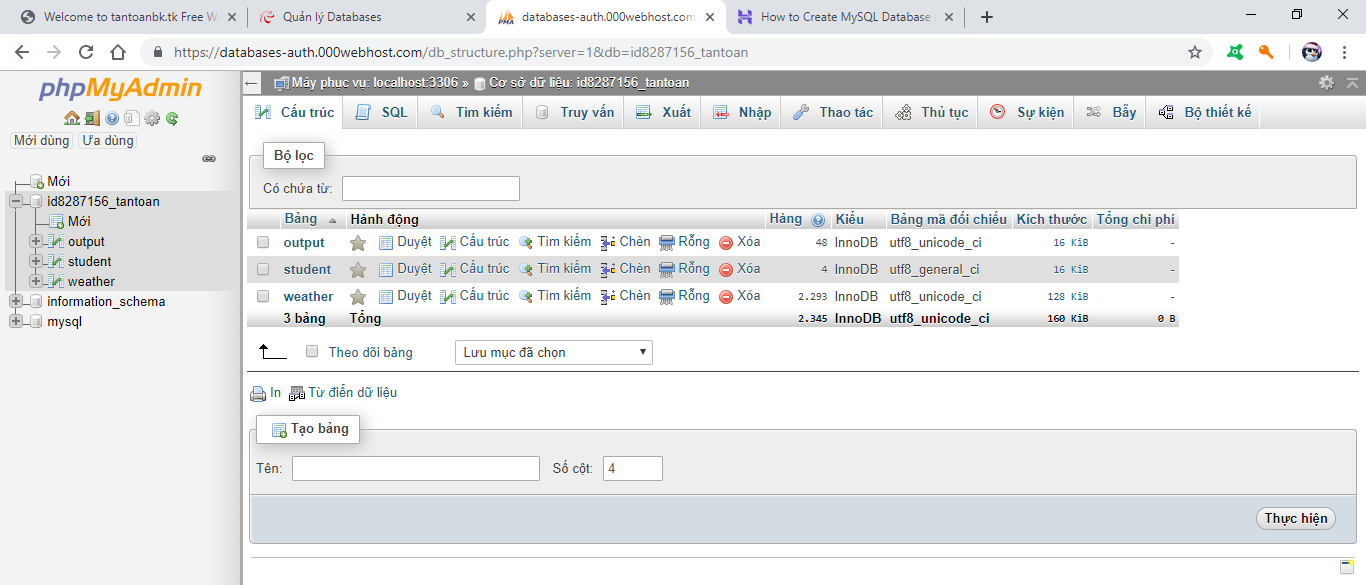 Welcome to tantoanbk.tk Free W
Quản lý Databases
databases-auth.000webhost.com
How to Create MySQL Database
https://databases-auth.000webhost.com/db_structure.php?server=1&db=id8287156_tantoan
phpMyAdmin
Mới dùng Ưa dùng
Mới
id8287156_tantoan
Mới
output
student
weather
information_schema
mysql
Máy phục vụ: localhost:3306 » Cơ sở dữ liệu: id8287156_tantoan
Cấu trúc SQL Tìm kiếm Truy vấn Xuất Nhập Thao tác Thủ tục Sự kiện Bẫy Bộ thiết kế
Bộ lọc
Có chứa từ:
Bảng Hành động Hàng Kiểu Bảng mã đối chiếu Kích thước Tổng chi phí
output Duyệt Cấu trúc Tìm kiếm Chèn Rỗng Xóa 48 InnoDB utf8_unicode_ci 16 KiB -
student Duyệt Cấu trúc Tìm kiếm Chèn Rỗng Xóa 4 InnoDB utf8_general_ci 16 KiB -
weather Duyệt Cấu trúc Tìm kiếm Chèn Rỗng Xóa 2.293 InnoDB utf8_unicode_ci 128 KiB -
3 bảng Tổng 2.345 InnoDB utf8_unicode_ci 160 KiB 0 B
Theo dõi bảng Lưu mục đã chọn
In Từ điển dữ liệu
Tạo bảng
Tên: Số cột: 4
Thực hiện